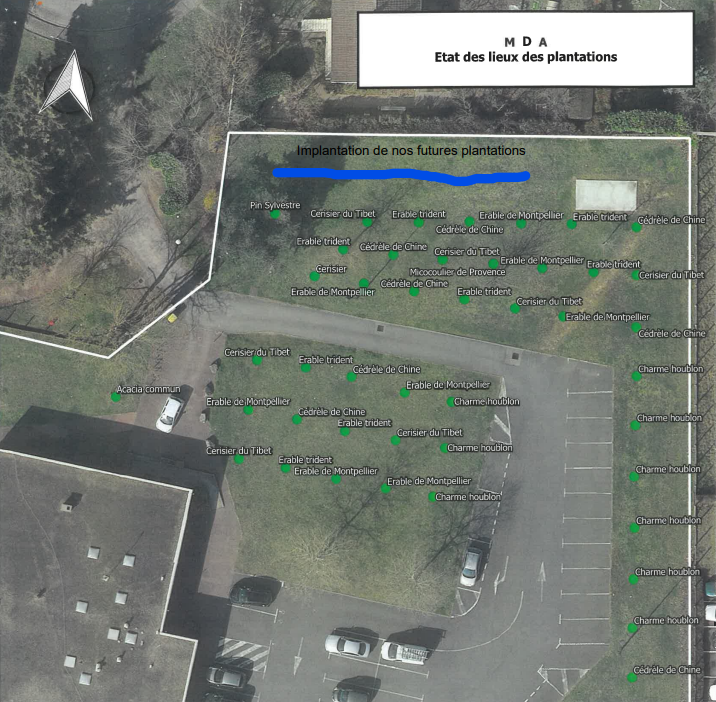 M D A
Etat des lieux des plantations
Implantation de nos futures plantations
Pin Sylvestre
Cerisier du Tibet
Erable trident
Cédrèle de Chine
Erable de Montpellier
Erable trident
Cédrèle de Chine
Erable trident
Cédrèle de Chine
Cerisier du Tibet
Erable de Montpellier
Erable trident
Cerisier du Tibet
Cerisier
Micocoulier de Provence
Erable de Montpellier
Cédrèle de Chine
Erable trident
Cerisier du Tibet
Erable de Montpellier
Cédrèle de Chine
Cerisier du Tibet
Erable trident
Cédrèle de Chine
Charme houblon
Acacia commun
Erable de Montpellier
Charme houblon
Erable de Montpellier
Cédrèle de Chine
Erable trident
Charme houblon
Cerisier du Tibet
Charme houblon
Cerisier du Tibet
Erable trident
Erable de Montpellier
Charme houblon
Erable de Montpellier
Charme houblon
Charme houblon
Charme houblon
Charme houblon
Cédrèle de Chine